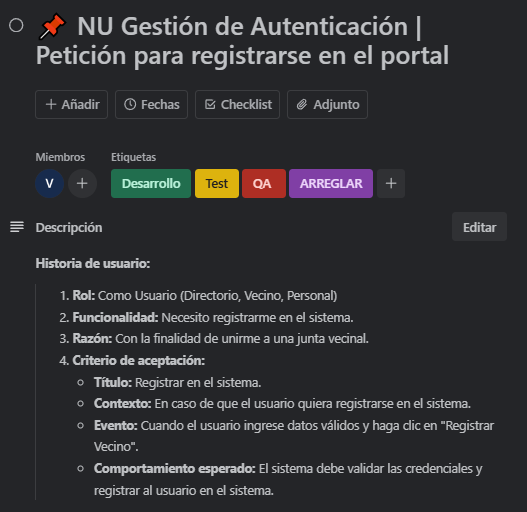 NU Gestión de Autenticación |
Petición para registrarse en el portal
+ Añadir
Fechas
Checklist
Adjunto
Miembros
Etiquetas
V
+
Desarrollo
Test
QA
ARREGLAR
+
Descripción
Editar
Historia de usuario:
1. Rol: Como Usuario (Directorio, Vecino, Personal)
2. Funcionalidad: Necesito registrarme en el sistema.
3. Razón: Con la finalidad de unirme a una junta vecinal.
4. Criterio de aceptación:
Título: Registrar en el sistema.
Contexto: En caso de que el usuario quiera registrarse en el sistema.
Evento: Cuando el usuario ingrese datos válidos y haga clic en "Registrar
Vecino".
Comportamiento esperado: El sistema debe validar las credenciales y
registrar al usuario en el sistema.